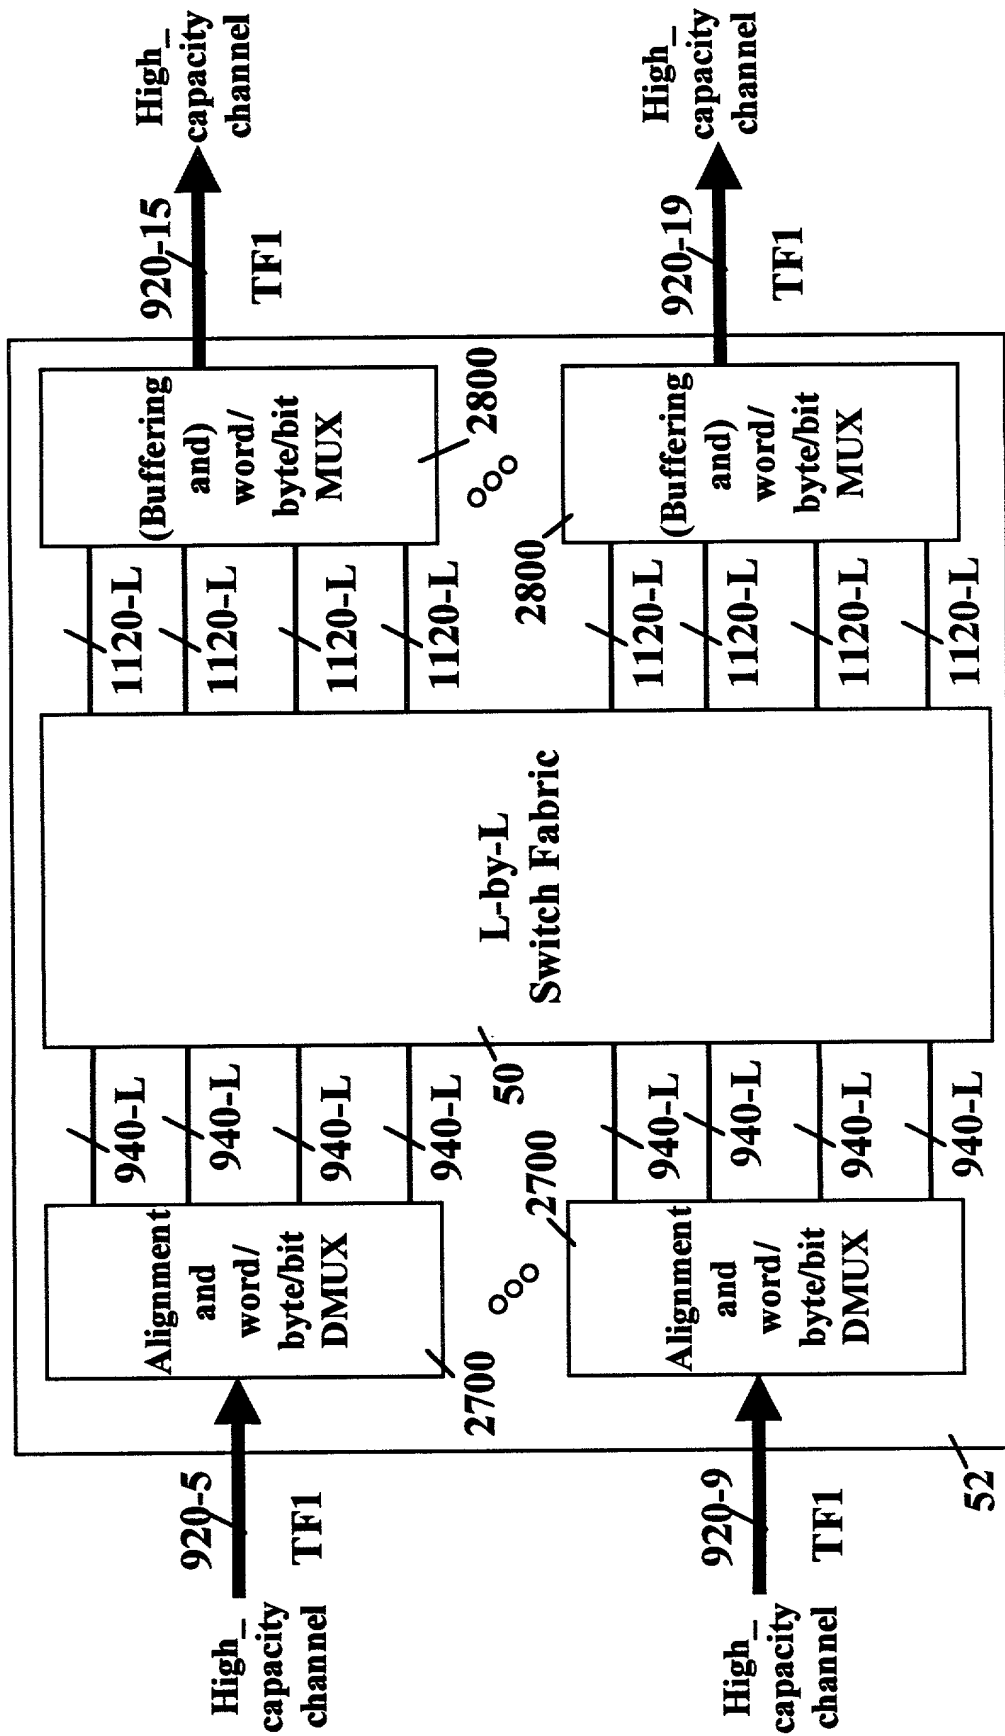 High_
capacity
channel
920-5
TF1
Alignment
and
word/
byte/bit
DMUX
2700
940-L
940-L
940-L
940-L
50
L-by-L
Switch Fabric
1120-L
1120-L
1120-L
1120-L
(Buffering
and)
word/
byte/bit
MUX
2800
920-15
TF1
High_
capacity
channel
High_
capacity
channel
920-9
TF1
2700
Alignment
and
word/
byte/bit
DMUX
940-L
940-L
940-L
940-L
1120-L
1120-L
1120-L
1120-L
2800
(Buffering
and)
word/
byte/bit
MUX
920-19
TF1
High_
capacity
channel
52